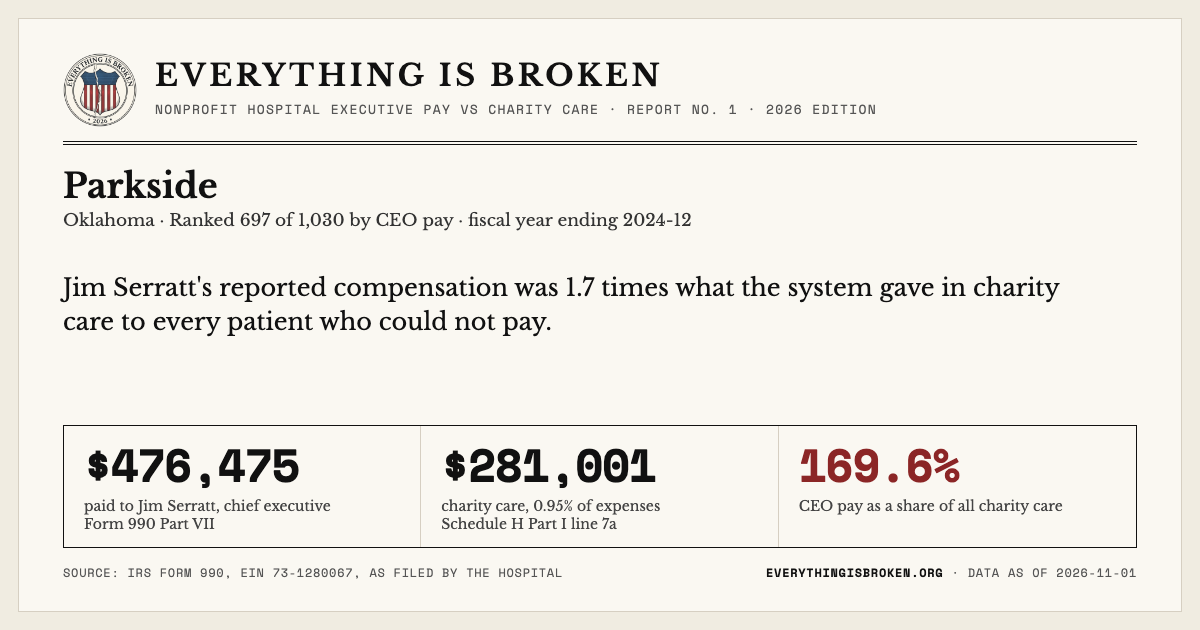 EVERYTHING IS BROKEN
· 2026 ·
EVERYTHING IS BROKEN
NONPROFIT HOSPITAL EXECUTIVE PAY VS CHARITY CARE · REPORT NO. 1 · 2026 EDITION
Parkside
Oklahoma · Ranked 697 of 1,030 by CEO pay · fiscal year ending 2024-12
Jim Serratt's reported compensation was 1.7 times what the system gave in charity
care to every patient who could not pay.
$476,475
paid to Jim Serratt, chief executive
Form 990 Part VII
$281,001
charity care, 0.95% of expenses
Schedule H Part I line 7a
169.6%
CEO pay as a share of all charity care
SOURCE: IRS FORM 990, EIN 73-1280067, AS FILED BY THE HOSPITAL
EVERYTHINGISBROKEN.ORG · DATA AS OF 2026-11-01